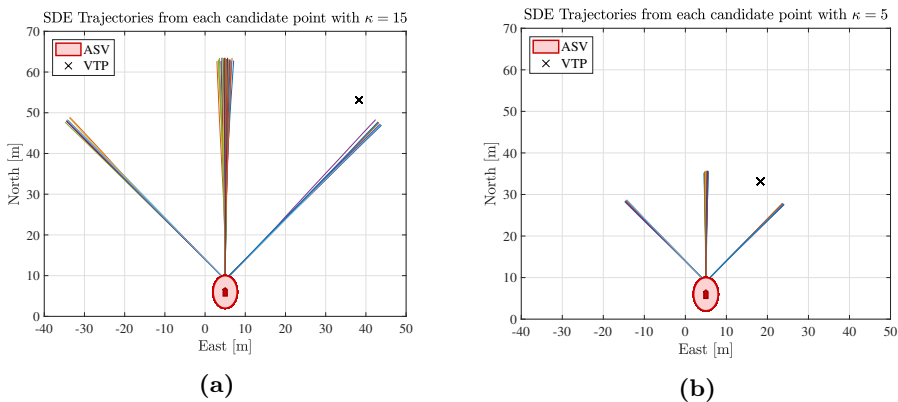 SDE Trajectories from each candidate point with κ = 15
ASV
VTP
70
60
50
40
30
20
10
0
North [m]
-40 -30 -20 -10 0 10 20 30 40 50
East [m]
(a)
SDE Trajectories from each candidate point with κ = 5
ASV
VTP
70
60
50
40
30
20
10
0
North [m]
-40 -30 -20 -10 0 10 20 30 40 50
East [m]
(b)